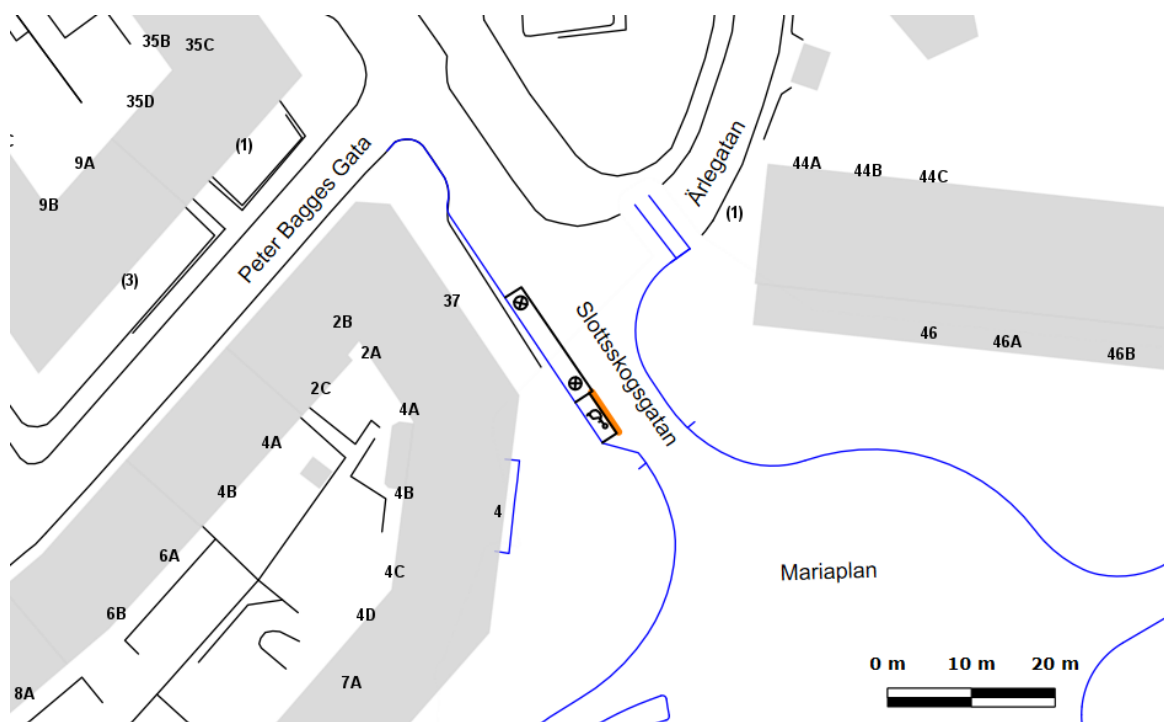 35B
35C
35D
(1)
9A
9B
Peter Bagges Gata
(3)
Ärlegatan
(1)
44A
44B
44C
37
2B
2A
2C
4A
4A
4B
4B
4
Slottsskogsgatan
46
46A
46B
6A
6B
4C
4D
7A
8A
Mariaplan
0 m 10 m 20 m